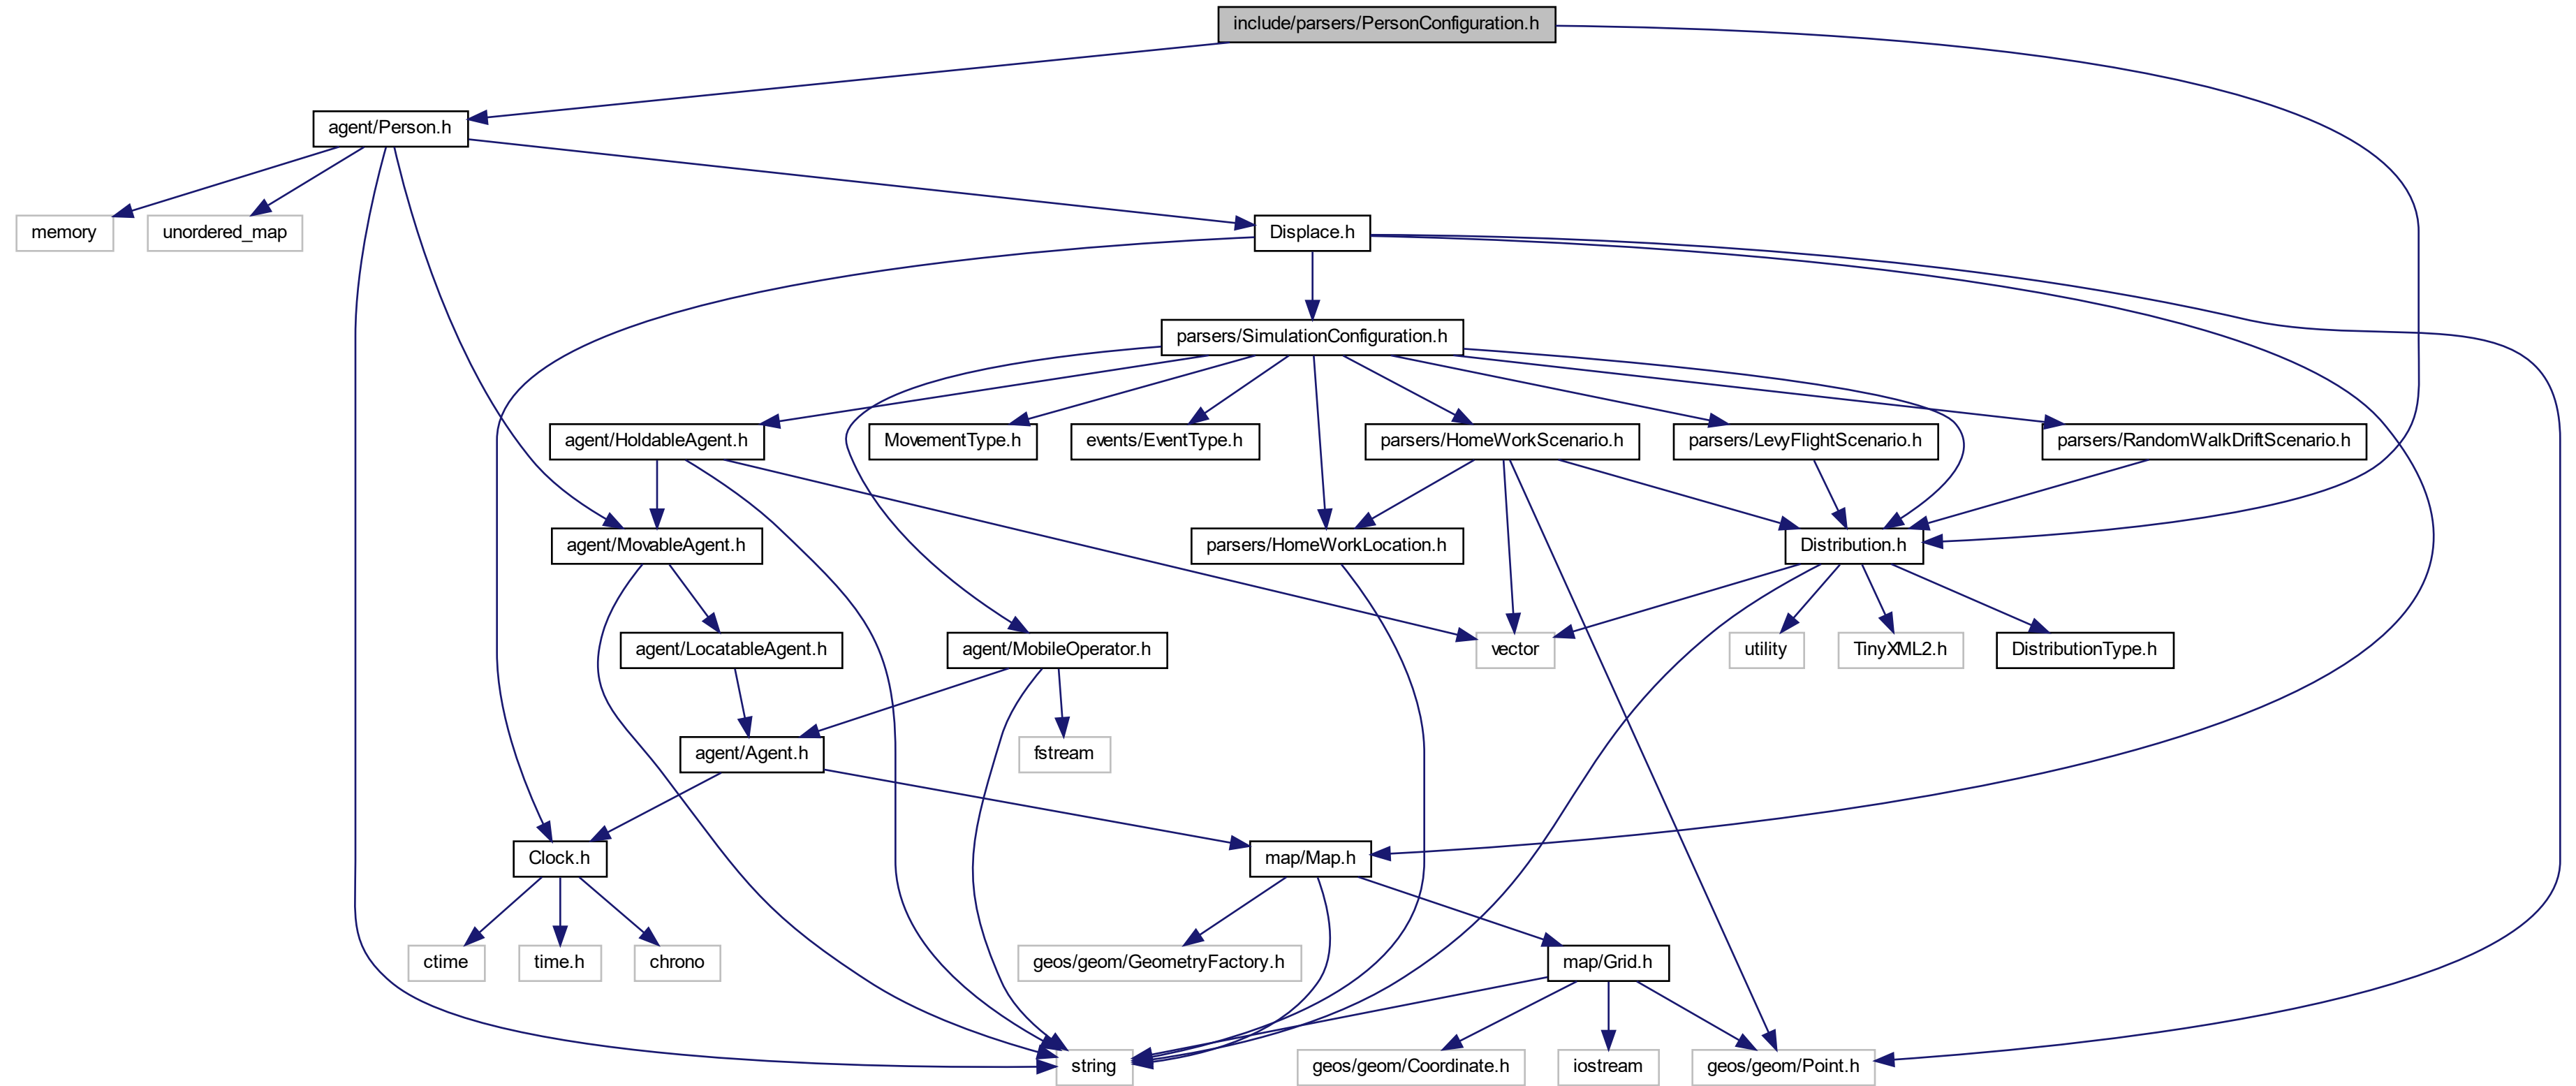 include/parsers/PersonConfiguration.h
agent/Person.h
memory
unordered_map
Displace.h
parsers/SimulationConfiguration.h
agent/HoldableAgent.h
MovementType.h
events/EventType.h
parsers/HomeWorkScenario.h
parsers/LevyFlightScenario.h
parsers/RandomWalkDriftScenario.h
agent/MovableAgent.h
parsers/HomeWorkLocation.h
Distribution.h
agent/LocatableAgent.h
agent/MobileOperator.h
vector
utility
TinyXML2.h
DistributionType.h
agent/Agent.h
fstream
Clock.h
map/Map.h
ctime
time.h
chrono
geos/geom/GeometryFactory.h
map/Grid.h
string
geos/geom/Coordinate.h
iostream
geos/geom/Point.h